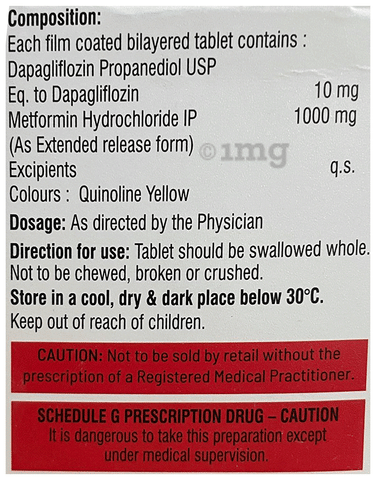 Composition:
Each film coated bilayered tablet contains :
Dapagliflozin Propanediol USP
Eq. to Dapagliflozin 10 mg
Metformin Hydrochloride IP 1000 mg
(As Extended release form)
1mg
Excipients q.s.
Colours : Quinoline Yellow
Dosage: As directed by the Physician
Direction for use: Tablet should be swallowed whole.
Not to be chewed, broken or crushed.
Store in a cool, dry & dark place below 30°C.
Keep out of reach of children.
CAUTION: Not to be sold by retail without the
prescription of a Registered Medical Practitioner.
SCHEDULE G PRESCRIPTION DRUG – CAUTION
It is dangerous to take this preparation except
under medical supervision.